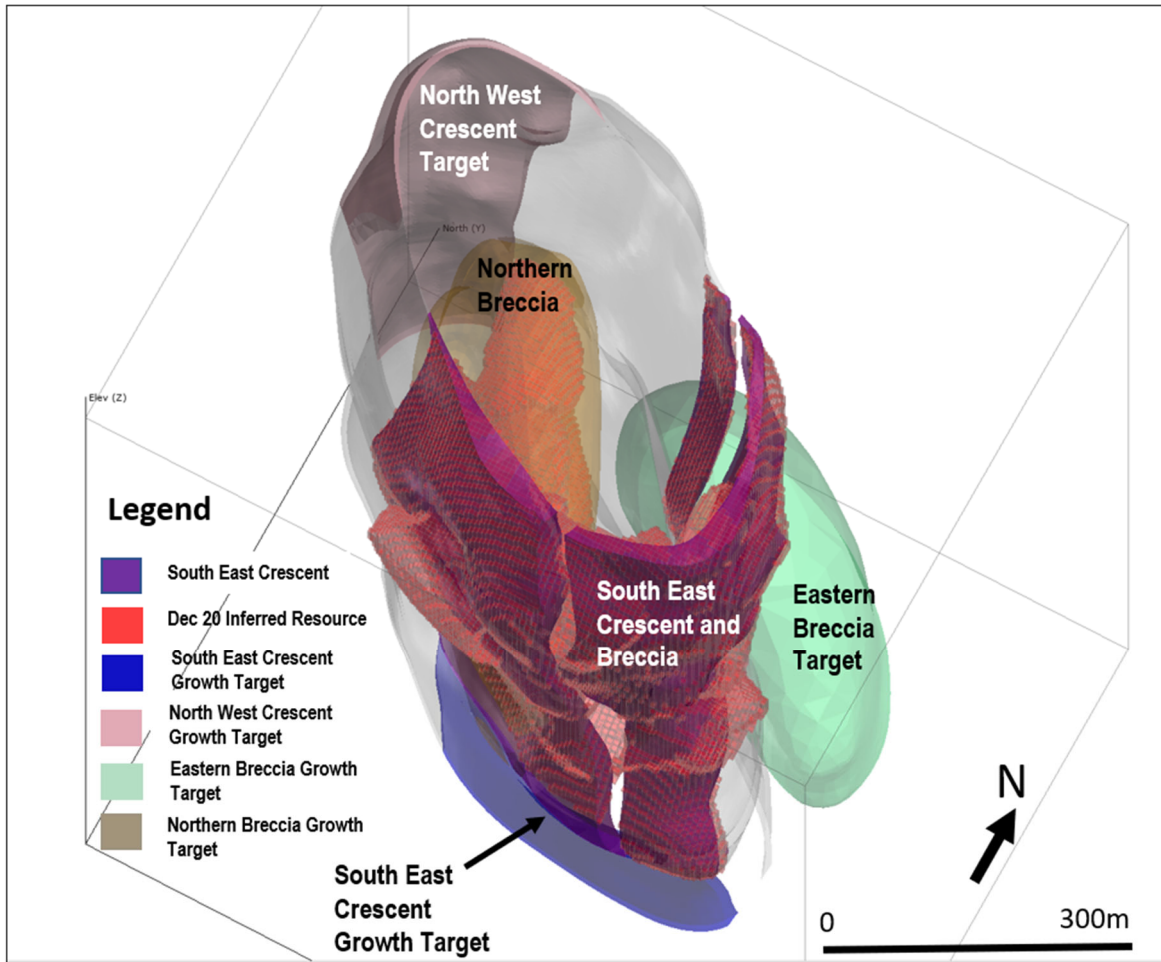 North West
Crescent
Target
North (Y)
Northern
Breccia
Elev (Z)
Legend
South East Crescent
Dec 20 Inferred Resource
South East Crescent
Growth Target
North West Crescent
Growth Target
Eastern Breccia Growth
Target
Northern Breccia Growth
Target
South East
Crescent and
Breccia
Eastern
Breccia
Target
South East
Crescent
Growth Target
N
0
300m